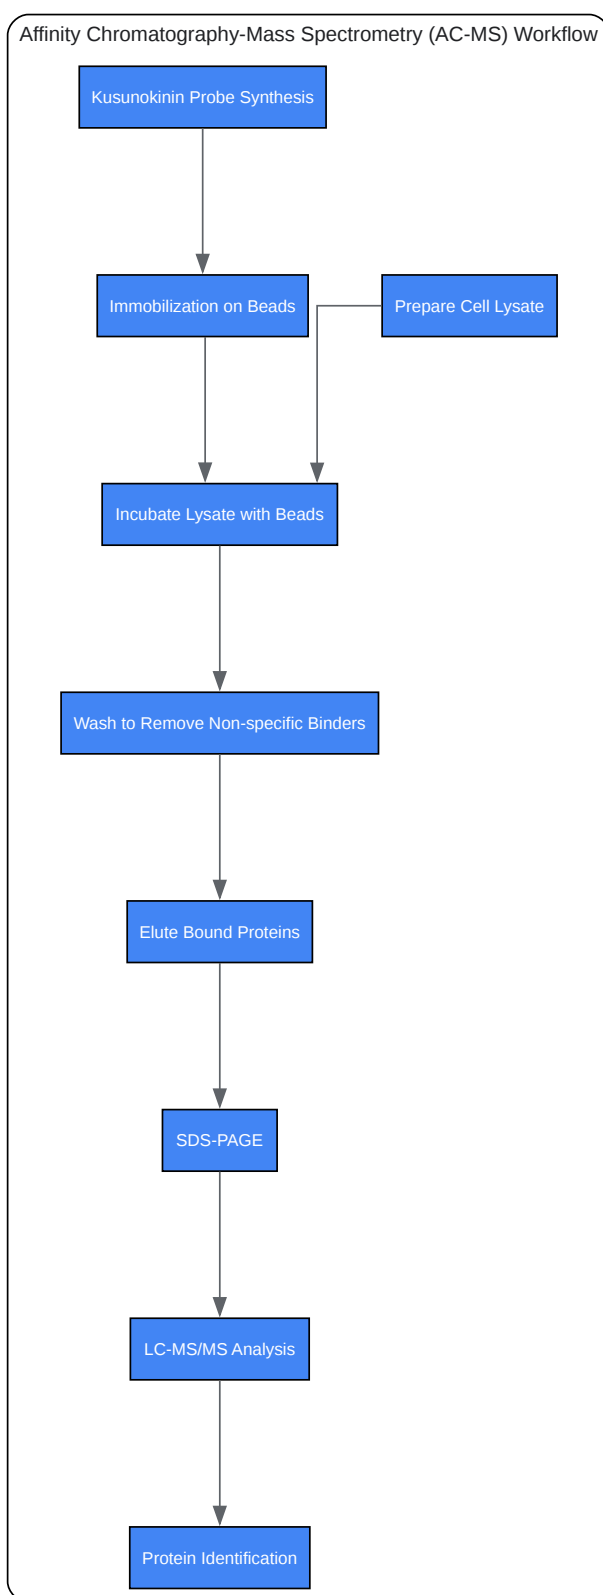 Affinity Chromatography-Mass Spectrometry (AC-MS) Workflow
Kusunokinin Probe Synthesis
Immobilization on Beads
Prepare Cell Lysate
Incubate Lysate with Beads
Wash to Remove Non-specific Binders
Elute Bound Proteins
SDS-PAGE
LC-MS/MS Analysis
Protein Identification